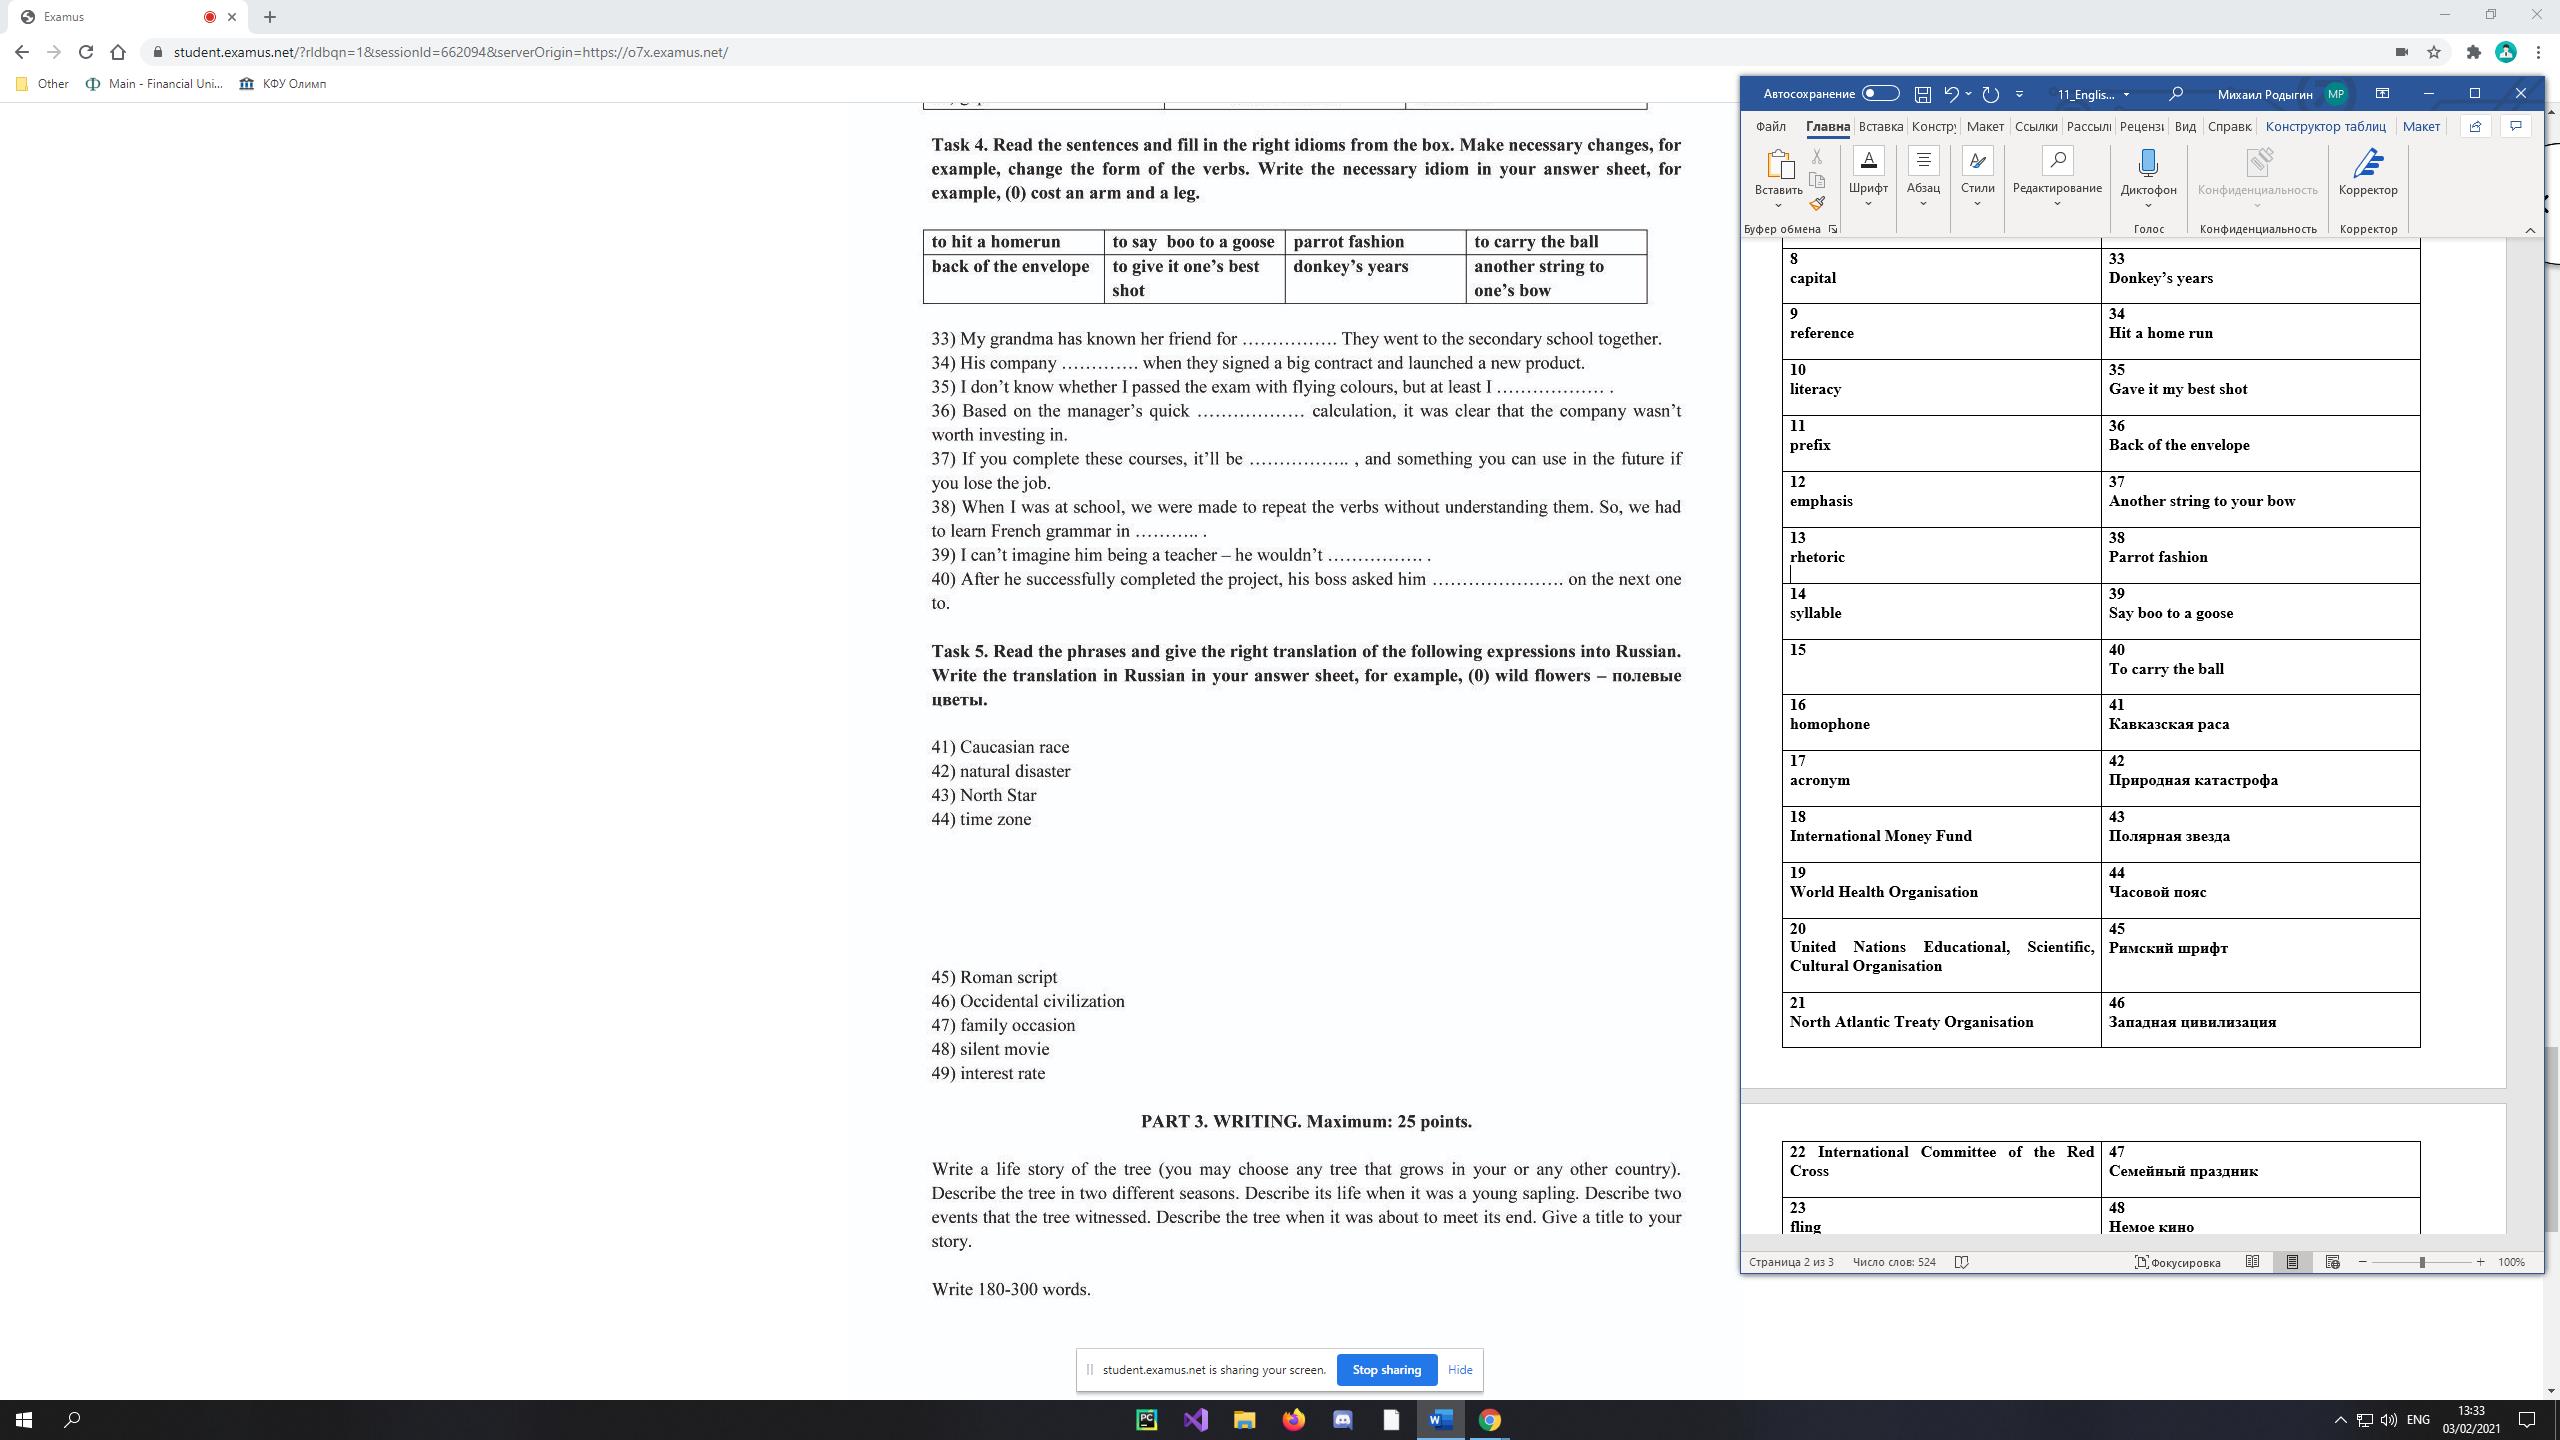 Examus
student.examus.net/?rldbqn=1&sessionId=662094&serverOrigin=https://o7x.examus.net/
Other
Main - Financial Uni...
КФУ Олимп
Task 4. Read the sentences and fill in the right idioms from the box. Make necessary changes, for
example, change the form of the verbs. Write the necessary idiom in your answer sheet, for
example, (0) cost an arm and a leg.
to hit a homerun
to say boo to a goose
parrot fashion
to carry the ball
back of the envelope
to give it one's best
shot
donkey's years
another string to
one's bow
33) My grandma has known her friend for ……………. They went to the secondary school together.
34) His company …………. when they signed a big contract and launched a new product.
35) I don't know whether I passed the exam with flying colours, but at least I ……………… .
36) Based on the manager's quick ……………… calculation, it was clear that the company wasn't
worth investing in.
37) If you complete these courses, it'll be …………….. , and something you can use in the future if
you lose the job.
38) When I was at school, we were made to repeat the verbs without understanding them. So, we had
to learn French grammar in ……….. .
39) I can't imagine him being a teacher – he wouldn't ……………. .
40) After he successfully completed the project, his boss asked him …………………. on the next one
to.
Task 5. Read the phrases and give the right translation of the following expressions into Russian.
Write the translation in Russian in your answer sheet, for example, (0) wild flowers – полевые
цветы.
41) Caucasian race
42) natural disaster
43) North Star
44) time zone
45) Roman script
46) Occidental civilization
47) family occasion
48) silent movie
49) interest rate
PART 3. WRITING. Maximum: 25 points.
Write a life story of the tree (you may choose any tree that grows in your or any other country).
Describe the tree in two different seasons. Describe its life when it was a young sapling. Describe two
events that the tree witnessed. Describe the tree when it was about to meet its end. Give a title to your
story.
Write 180-300 words.
student.examus.net is sharing your screen.
Stop sharing
Hide
Автосохранение
11_Englis...
Михаил Родыгин
МР
Файл
Главна
Вставка
Констру
Макет
Ссылки
Рассыл
Рецензи
Вид
Справк
Конструктор таблиц
Макет
Вставить
Шрифт
Абзац
Стили
Редактирование
Диктофон
Конфиденциальность
Корректор
Буфер обмена
Голос
Конфиденциальность
Корректор
8
capital
33
Donkey's years
9
reference
34
Hit a home run
10
literacy
35
Gave it my best shot
11
prefix
36
Back of the envelope
12
emphasis
37
Another string to your bow
13
rhetoric
38
Parrot fashion
14
syllable
39
Say boo to a goose
15
40
To carry the ball
16
homophone
41
Кавказская раса
17
acronym
42
Природная катастрофа
18
International Money Fund
43
Полярная звезда
19
World Health Organisation
44
Часовой пояс
20
United Nations Educational, Scientific,
Cultural Organisation
45
Римский шрифт
21
North Atlantic Treaty Organisation
46
Западная цивилизация
22 International Committee of the Red
Cross
47
Семейный праздник
23
fling
48
Немое кино
Страница 2 из 3
Число слов: 524
Фокусировка
100%
PC
W
ENG
13:33
03/02/2021